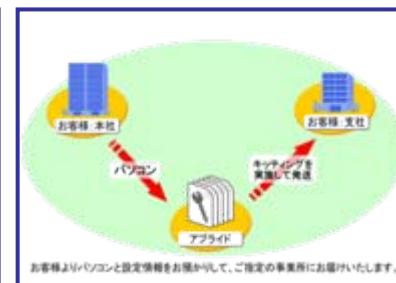 お客様：本社
お客様：支社
パソコン
キッティングを
実施して発送
アプライド
お客様よりパソコンと設定情報をお預かりして、ご指定の事業所にお届けいたします。